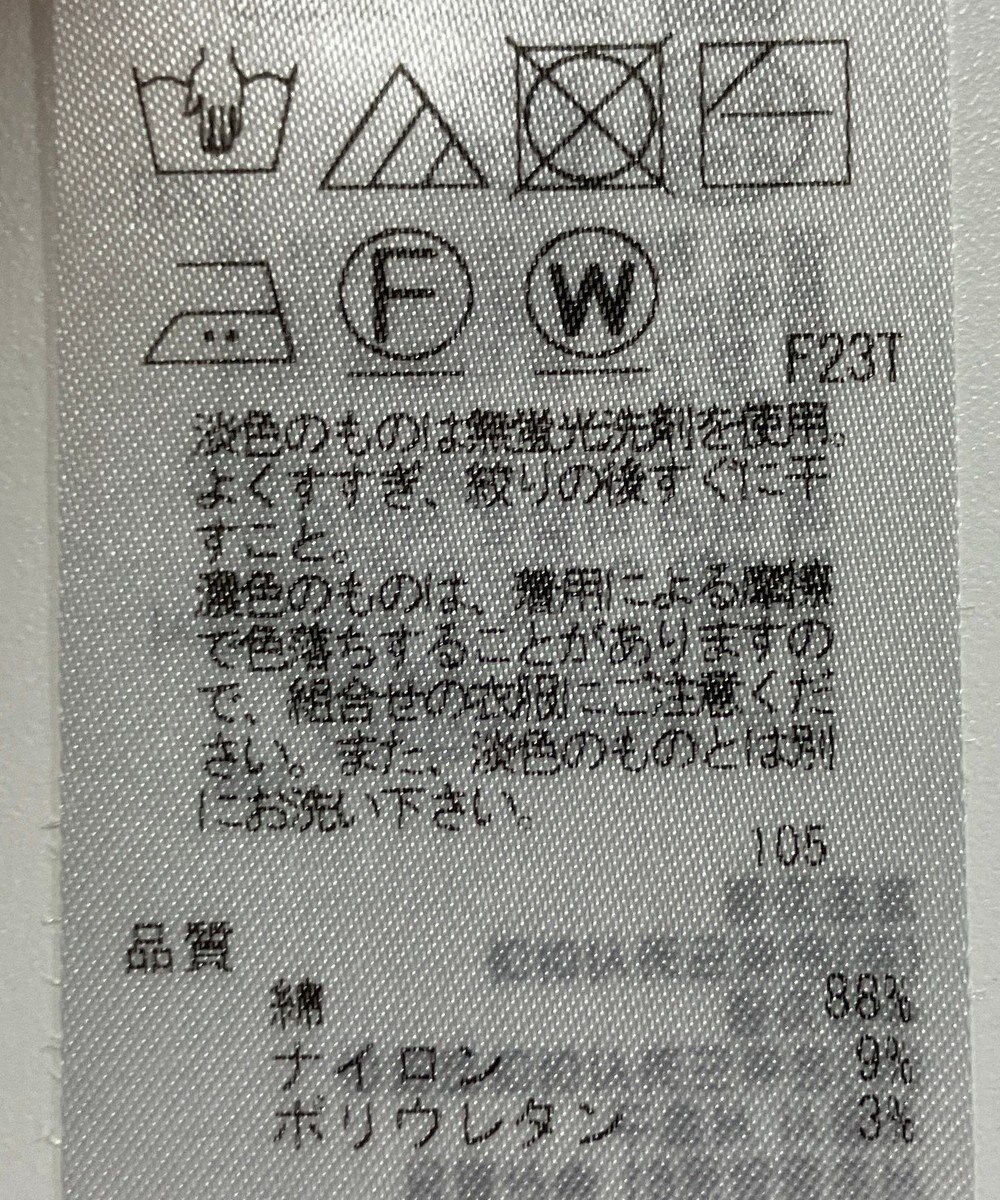 F
W
F23T
淡色のものは無蛍光洗剤を使用。
よくすすぎ、絞りの後すぐに干
すこと。
濃色のものは、着用による摩擦
で色落ちすることがありますの
で、組合せの衣服にご注意くだ
さい。また、淡色のものとは別
にお洗い下さい。
105
品質
綿 88%
ナイロン 9%
ポリウレタン 3%